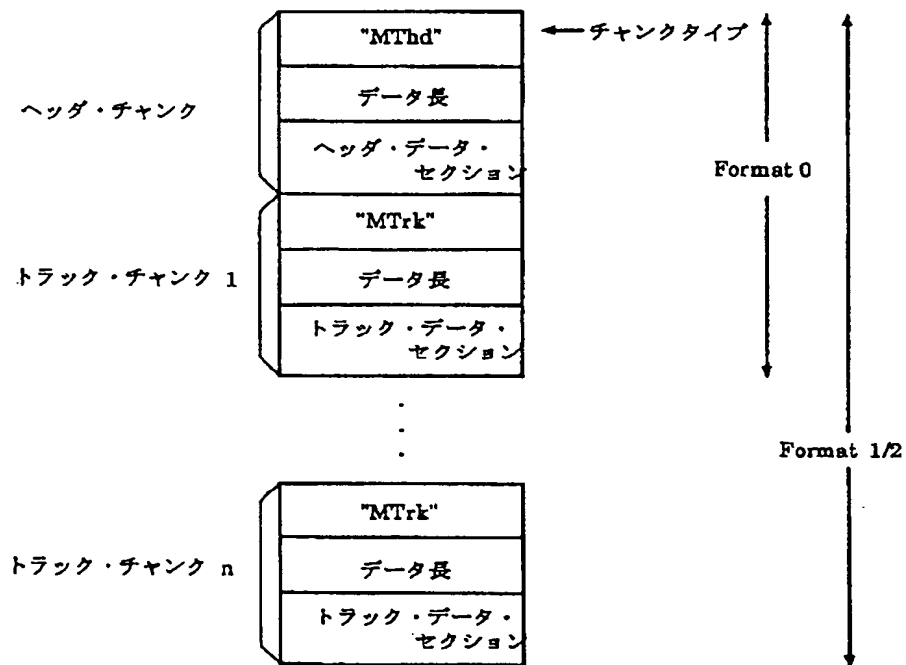 "MThd"
←チャンクタイプ
データ長
ヘッダ・チャンク
ヘッダ・データ・
セクション
Format 0
"MTrk"
トラック・チャンク 1
データ長
トラック・データ・
セクション
Format 1/2
"MTrk"
トラック・チャンク n
データ長
トラック・データ・
セクション